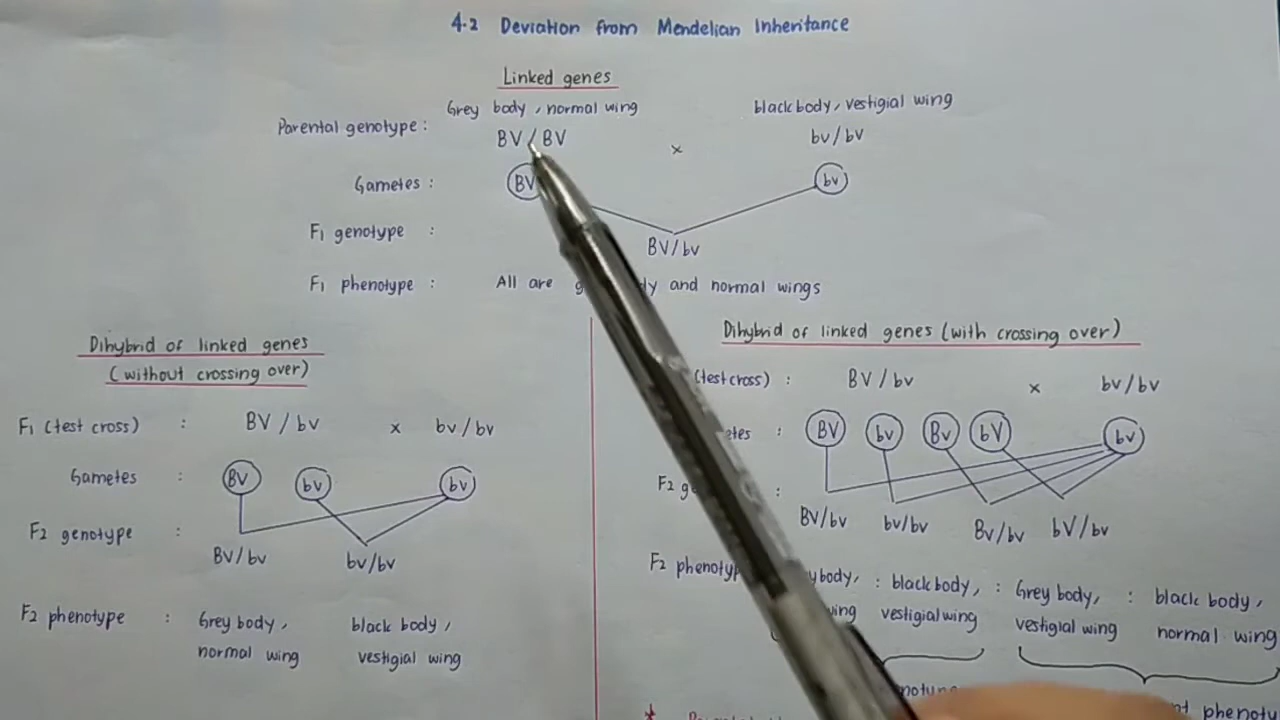 4.2 Deviation from Mendelian Inheritance
Linked genes
Grey body, normal wing black body, vestigial wing
Parental genotype: BV/BV x bv/bv
Gametes: BV bv
F1 genotype : BV/bv
F1 phenotype : All are and normal wings
Dihybrid of linked genes
(without crossing over)
F1 (test cross) : BV/bv x bv/bv
Gametes : BV bv bv
F2 genotype :
BV/bv bv/bv
F2 phenotype : Grey body, black body,
normal wing vestigial wing
Dihybrid of linked genes (with crossing over)
(test cross) : BV/bv x bv/bv
: BV bv Bv bV bv
F2 :
BV/bv bv/bv Bv/bv bV/bv
F2 phenotype body, : black body, : Grey body, : black body,
wing vestigial wing vestigial wing normal wing